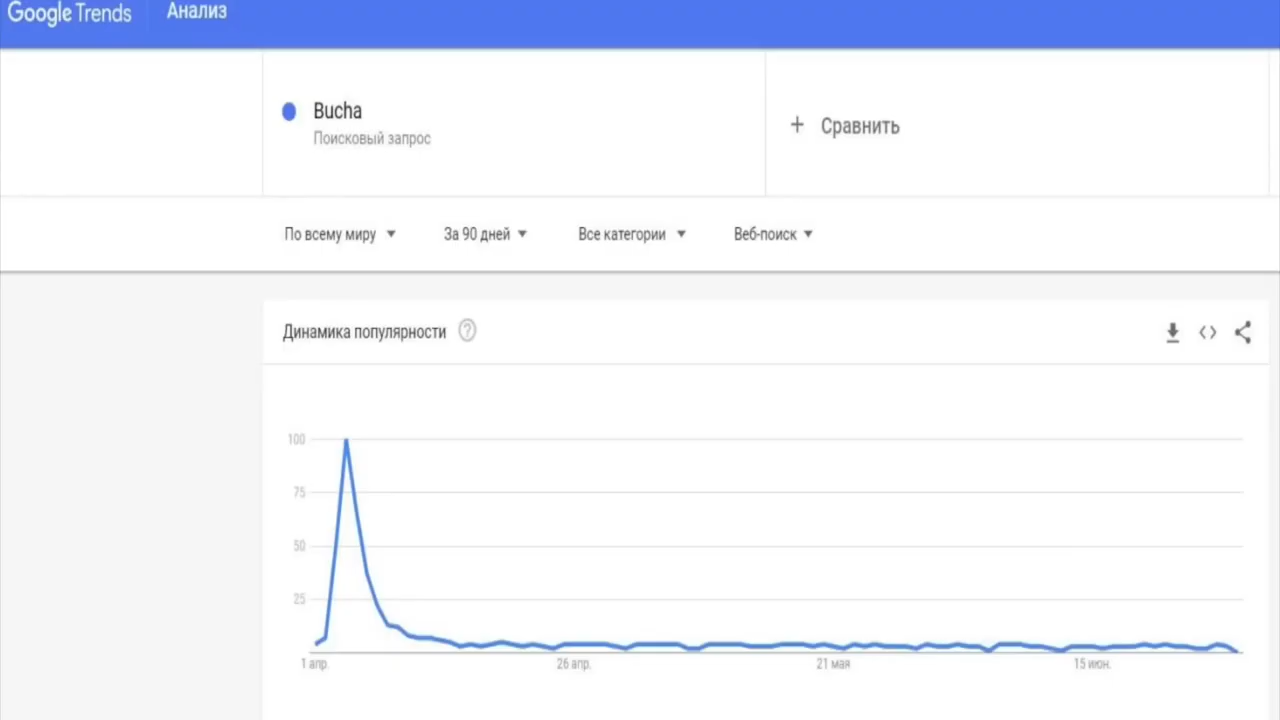 Google Trends Анализ
Bucha
Поисковый запрос
+ Сравнить
По всему миру За 90 дней Все категории Веб-поиск
Динамика популярности ?
100
75
50
25
1 апр. 26 апр. 21 мая 15 июн.